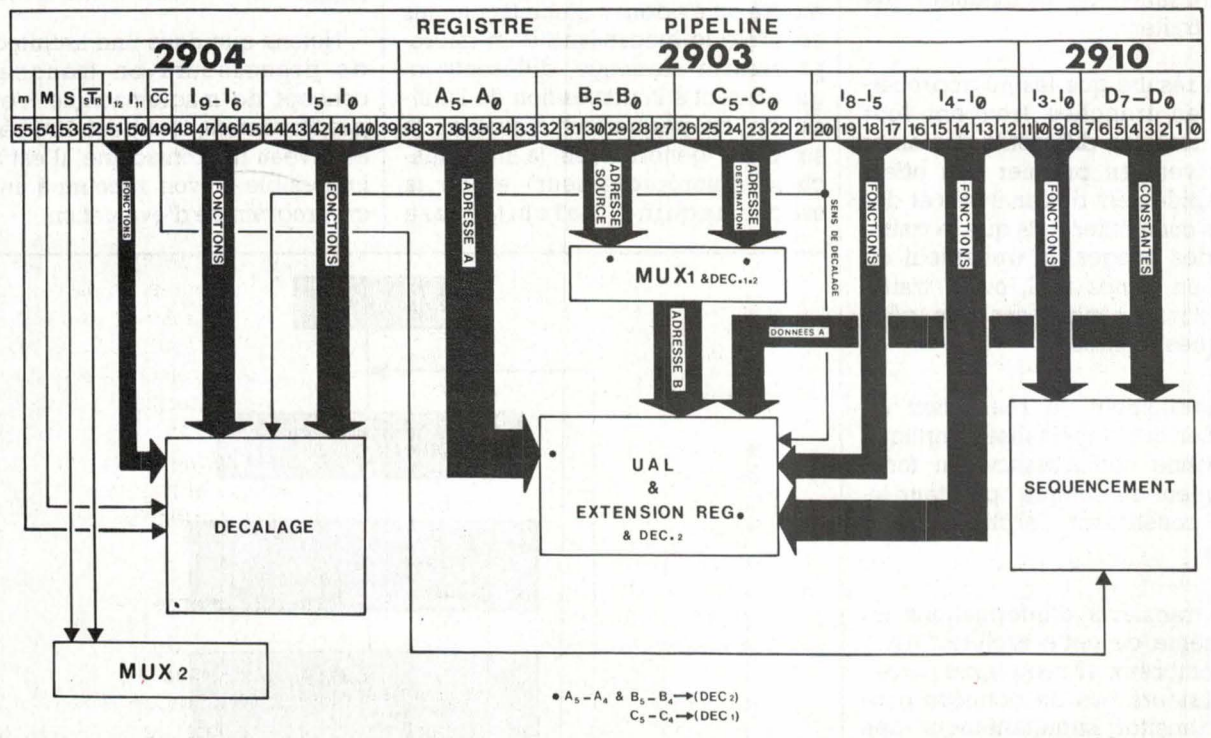 REGISTRE PIPELINE
2904 2903 2910
m M S STR I₁₂ I₁₁ CC I₉–I₆ I₅–I₀ A₅–A₀ B₅–B₀ C₅–C₀ I₈–I₅ I₄–I₀ I₃–I₀ D₇–D₀
55 54 53 52 51 50 49 48 47 46 45 44 43 42 41 40 39 38 37 36 35 34 33 32 31 30 29 28 27 26 25 24 23 22 21 20 19 18 17 16 15 14 13 12 11 10 9 8 7 6 5 4 3 2 1 0
FONCTIONS
FONCTIONS
FONCTIONS
ADRESSE A
ADRESSE SOURCE
ADRESSE DESTINATION
SENS DE DECALAGE
FONCTIONS
FONCTIONS
FONCTIONS
CONSTANTES
MUX1 &DEC.1.2
ADRESSE B
DONNEES A
DECALAGE
UAL
&
EXTENSION REG.
& DEC.2
SEQUENCEMENT
MUX 2
• A₅–A₄ & B₅–B₄→(DEC 2)
C₅–C₄→(DEC 1)